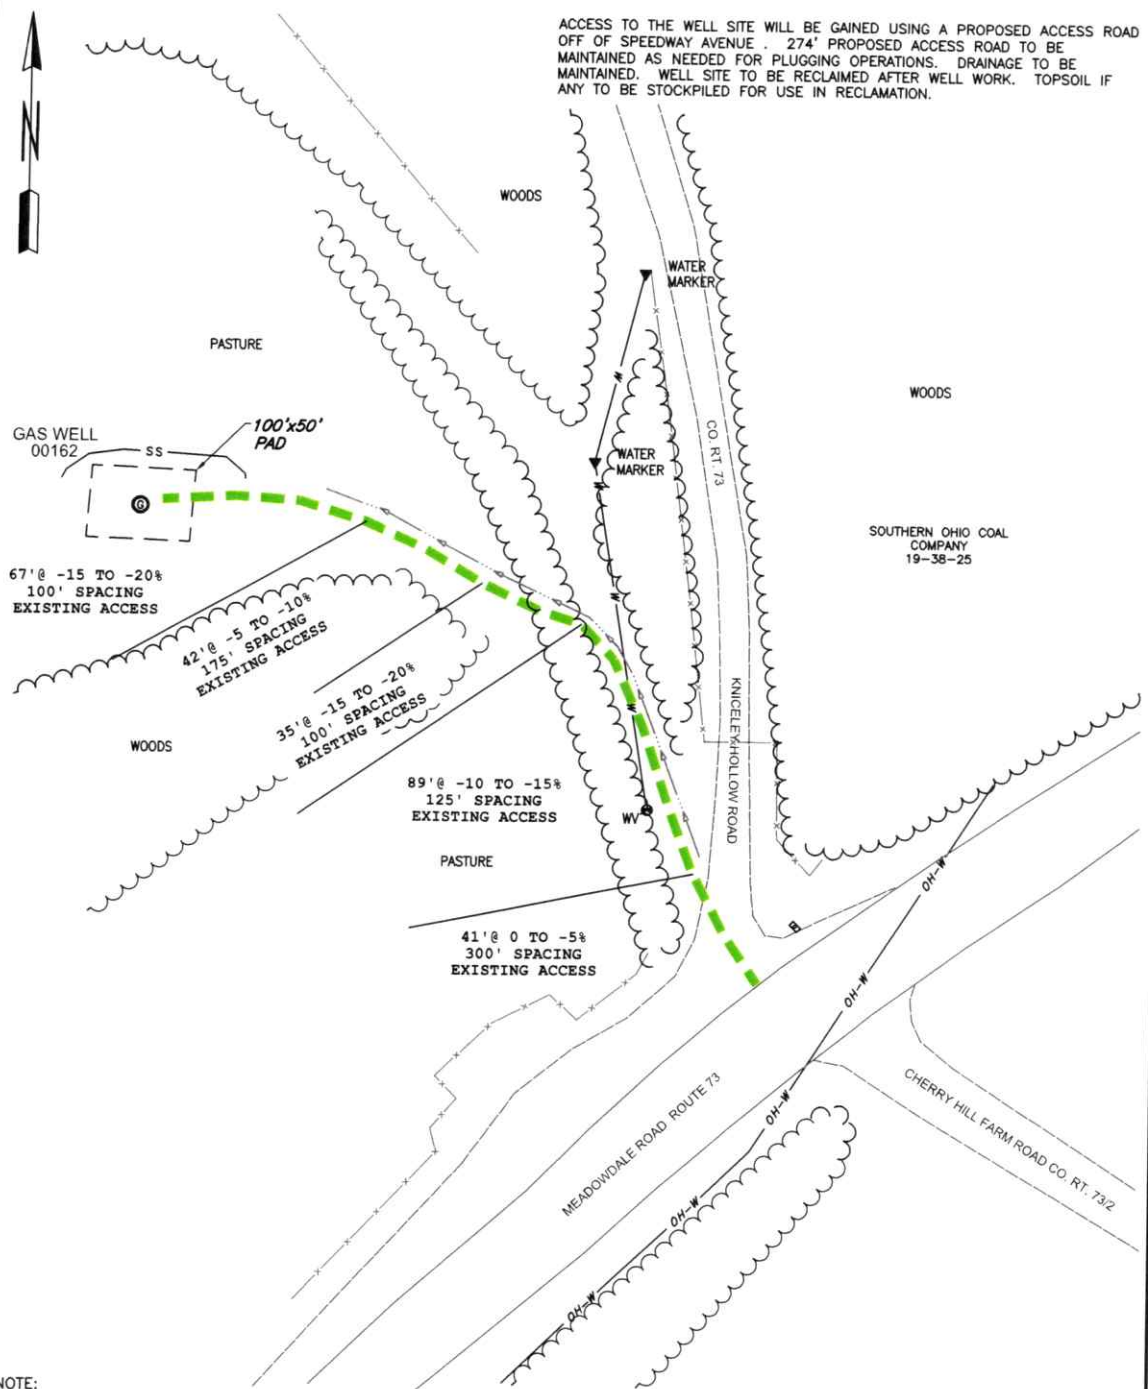 ACCESS TO THE WELL SITE WILL BE GAINED USING A PROPOSED ACCESS ROAD
OFF OF SPEEDWAY AVENUE . 274' PROPOSED ACCESS ROAD TO BE
MAINTAINED AS NEEDED FOR PLUGGING OPERATIONS. DRAINAGE TO BE
MAINTAINED. WELL SITE TO BE RECLAIMED AFTER WELL WORK. TOPSOIL IF
ANY TO BE STOCKPILED FOR USE IN RECLAMATION.
N
WOODS
WATER
MARKER
PASTURE
W
WOODS
GAS WELL
00162
100'x50'
PAD
SS
CO. RT. 73
WATER
MARKER
W
G
SOUTHERN OHIO COAL
COMPANY
19-38-25
67'@ -15 TO -20%
100' SPACING
EXISTING ACCESS
42'@ -5 TO -10%
175' SPACING
EXISTING ACCESS
W
35'@ -15 TO -20%
100' SPACING
EXISTING ACCESS
W
KNICELEY HOLLOW ROAD
WOODS
89'@ -10 TO -15%
125' SPACING
EXISTING ACCESS
WV
PASTURE
OH-W
41'@ 0 TO -5%
300' SPACING
EXISTING ACCESS
OH-W
MEADOWDALE ROAD ROUTE 73
CHERRY HILL FARM ROAD CO. RT. 73/2
OH-W
OH-W
OH-W
NOTE: